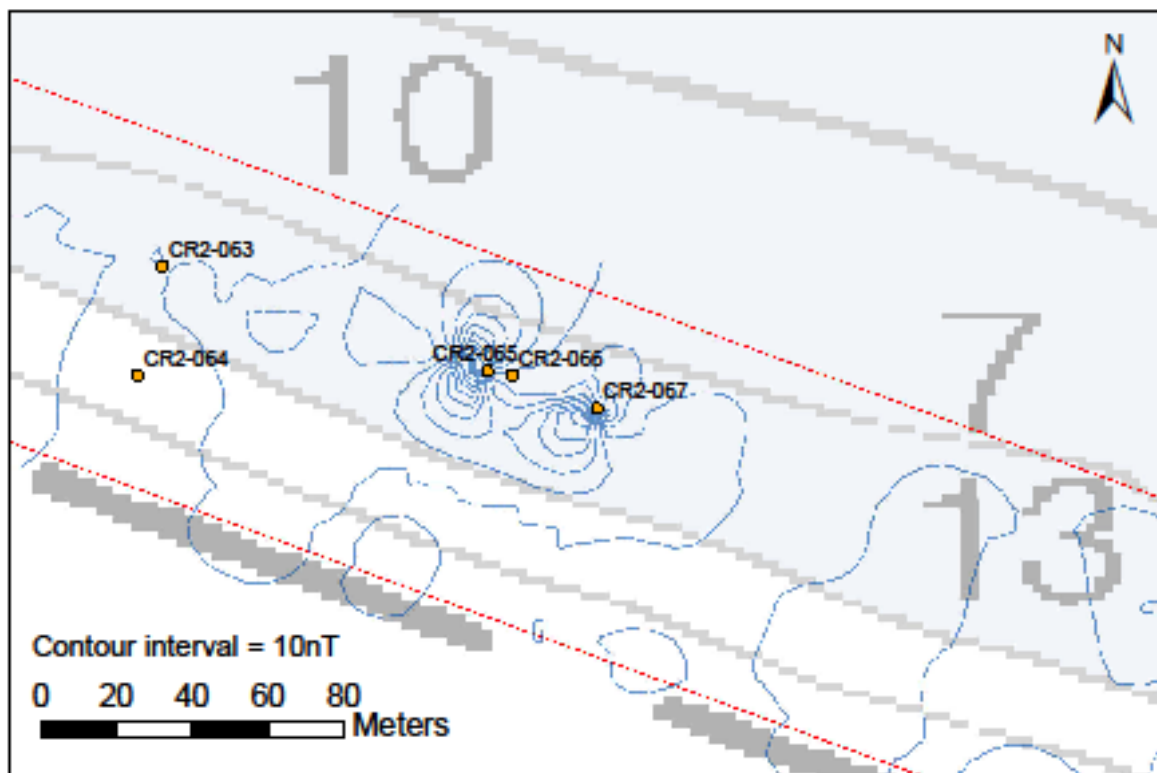 N
10
CR2-063
CR2-064
CR2-065
CR2-066
CR2-067
7
13
Contour interval = 10nT
0 20 40 60 80
Meters